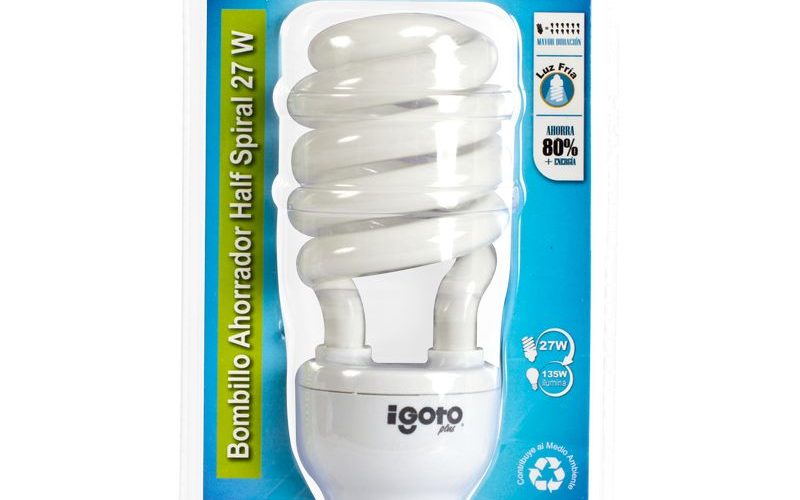 Bombillo Ahorrador Half Spiral 27 W
=
MAYOR DURACIÓN
Luz Fría
AHORRA
80%
+ ENERGÍA
27W
135W
ilumina
igoto
plus
Contribuye al Medio Ambiente